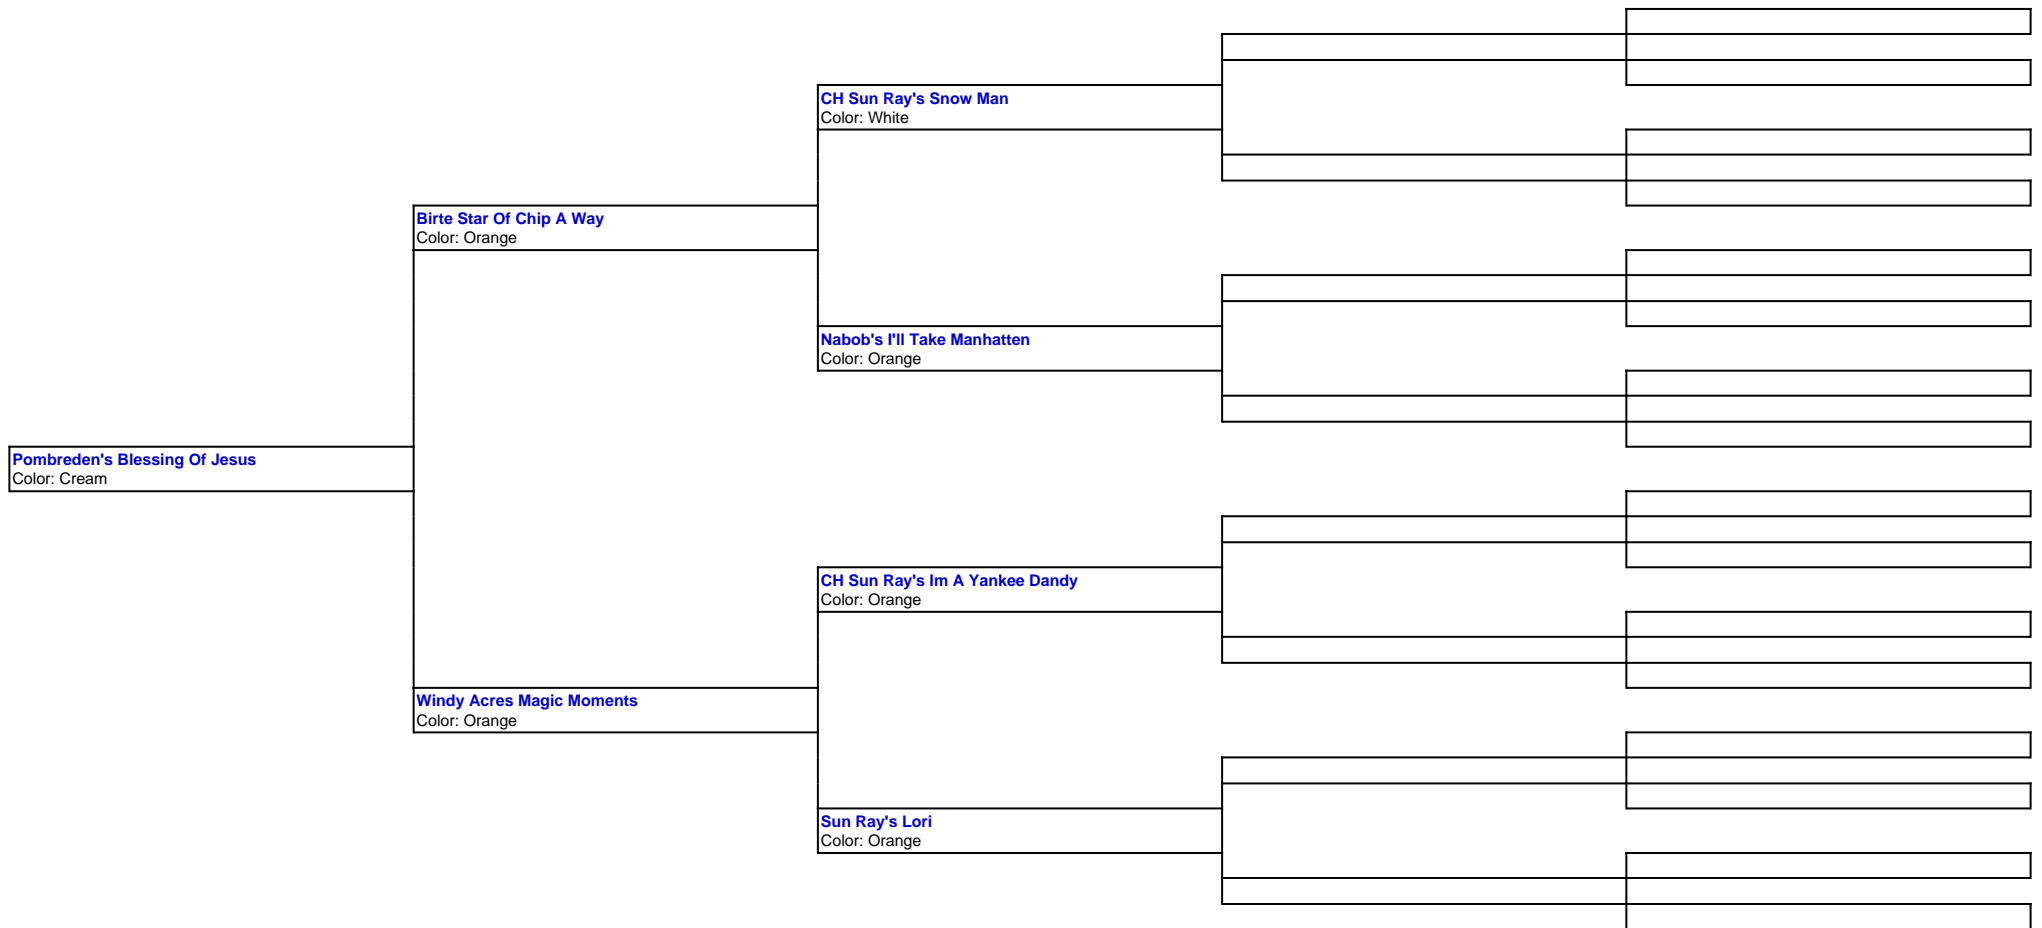 CH Sun Ray's Snow Man
Color: White
Birte Star Of Chip A Way
Color: Orange
Nabob's I'll Take Manhatten
Color: Orange
Pombreden's Blessing Of Jesus
Color: Cream
CH Sun Ray's Im A Yankee Dandy
Color: Orange
Windy Acres Magic Moments
Color: Orange
Sun Ray's Lori
Color: Orange